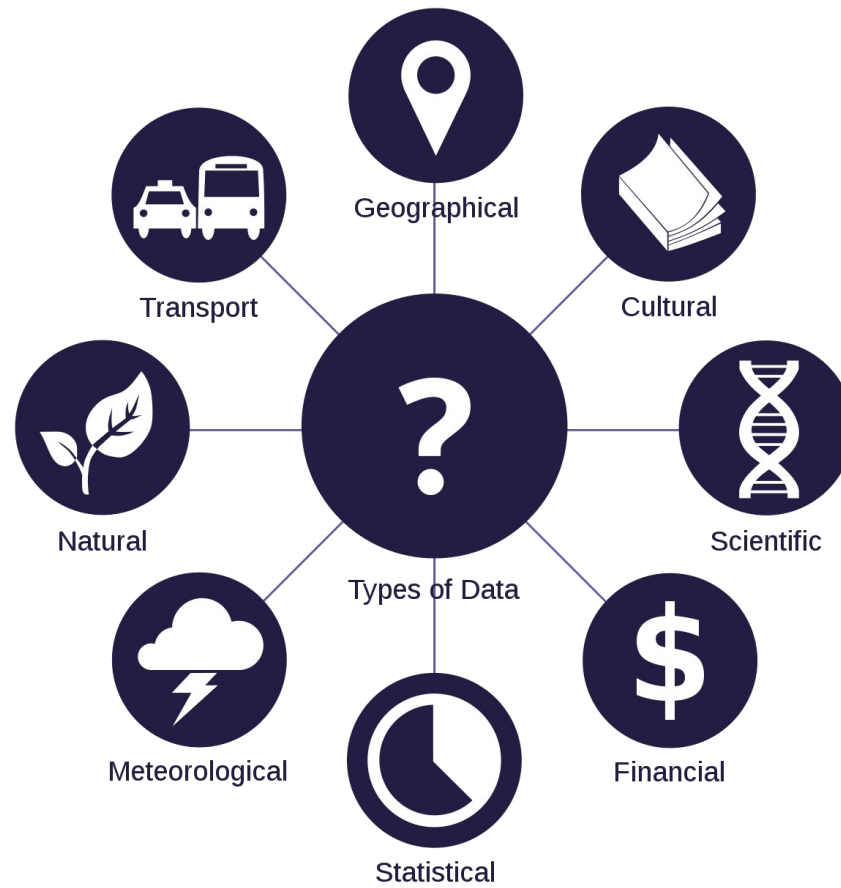 Geographical
Transport
Cultural
?
Natural
Scientific
Types of Data
$
Meteorological
Financial
Statistical